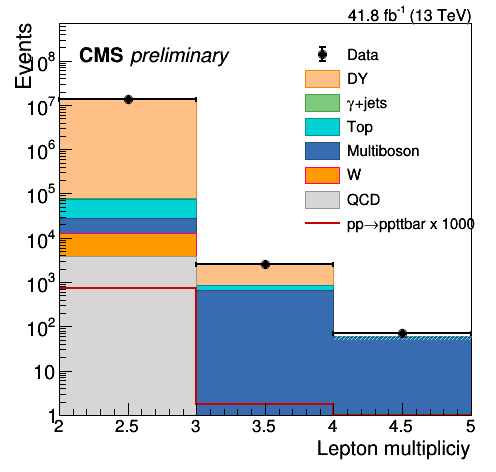 41.8 fb⁻¹ (13 TeV)
Events
CMS preliminary
Data
DY
γ+jets
Top
Multiboson
W
QCD
pp→ppttbar x 1000
10⁸
10⁷
10⁶
10⁵
10⁴
10³
10²
10
1
2 2.5 3 3.5 4 4.5 5
Lepton multipliciy